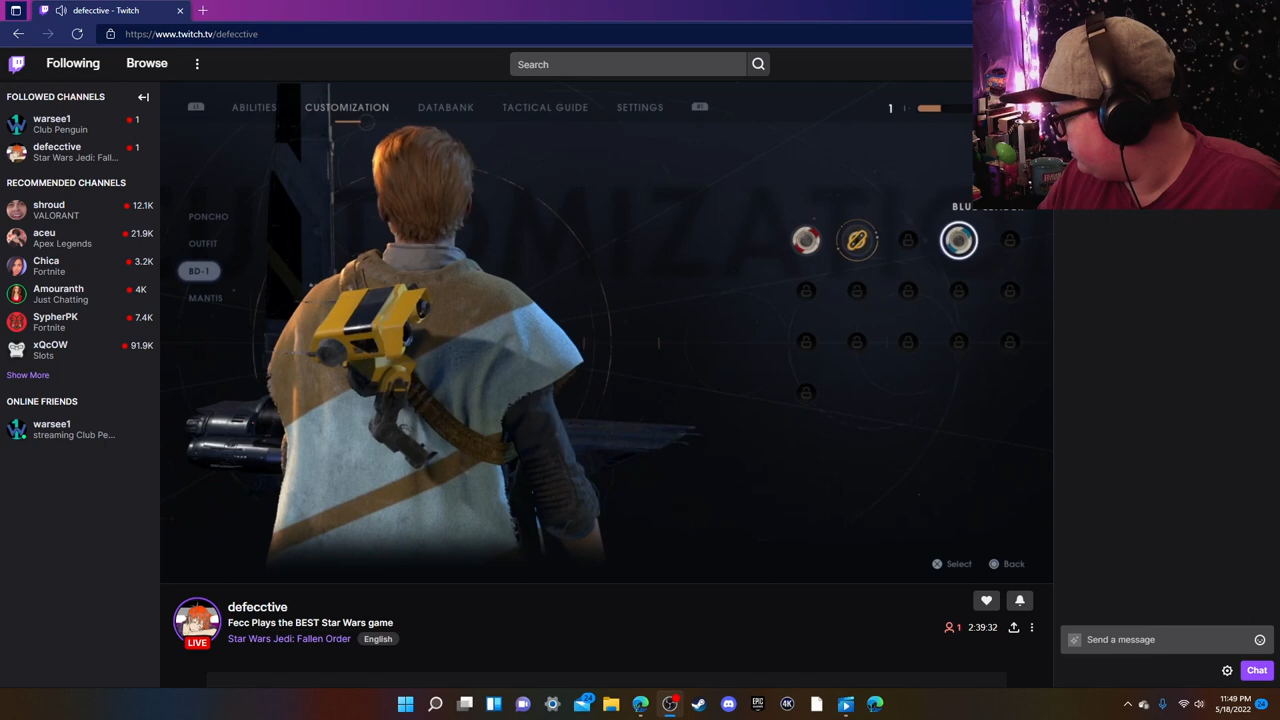 defecctive - Twitch
https://www.twitch.tv/defecctive
Following
Browse
Search
FOLLOWED CHANNELS
warsee1
1
Club Penguin
defecctive
1
Star Wars Jedi: Fall...
RECOMMENDED CHANNELS
shroud
12.1K
VALORANT
aceu
21.9K
Apex Legends
Chica
3.2K
Fortnite
Amouranth
4K
Just Chatting
SypherPK
7.4K
Fortnite
xQcOW
91.9K
Slots
Show More
ONLINE FRIENDS
warsee1
streaming Club Pe...
ABILITIES
CUSTOMIZATION
DATABANK
TACTICAL GUIDE
SETTINGS
1
PONCHO
OUTFIT
BD-1
MANTIS
Select
Back
defecctive
Fecc Plays the BEST Star Wars game
Star Wars Jedi: Fallen Order
English
LIVE
1
2:39:32
Send a message
Chat
24
EPIC
4K
11:49 PM
5/18/2022
24